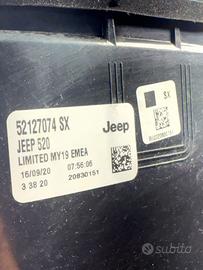 SX
52127074 SX
Jeep
JEEP 520
LIMITED MY19 EMEA
16/09/20 07:56:06
3 38 20 20830151
subito